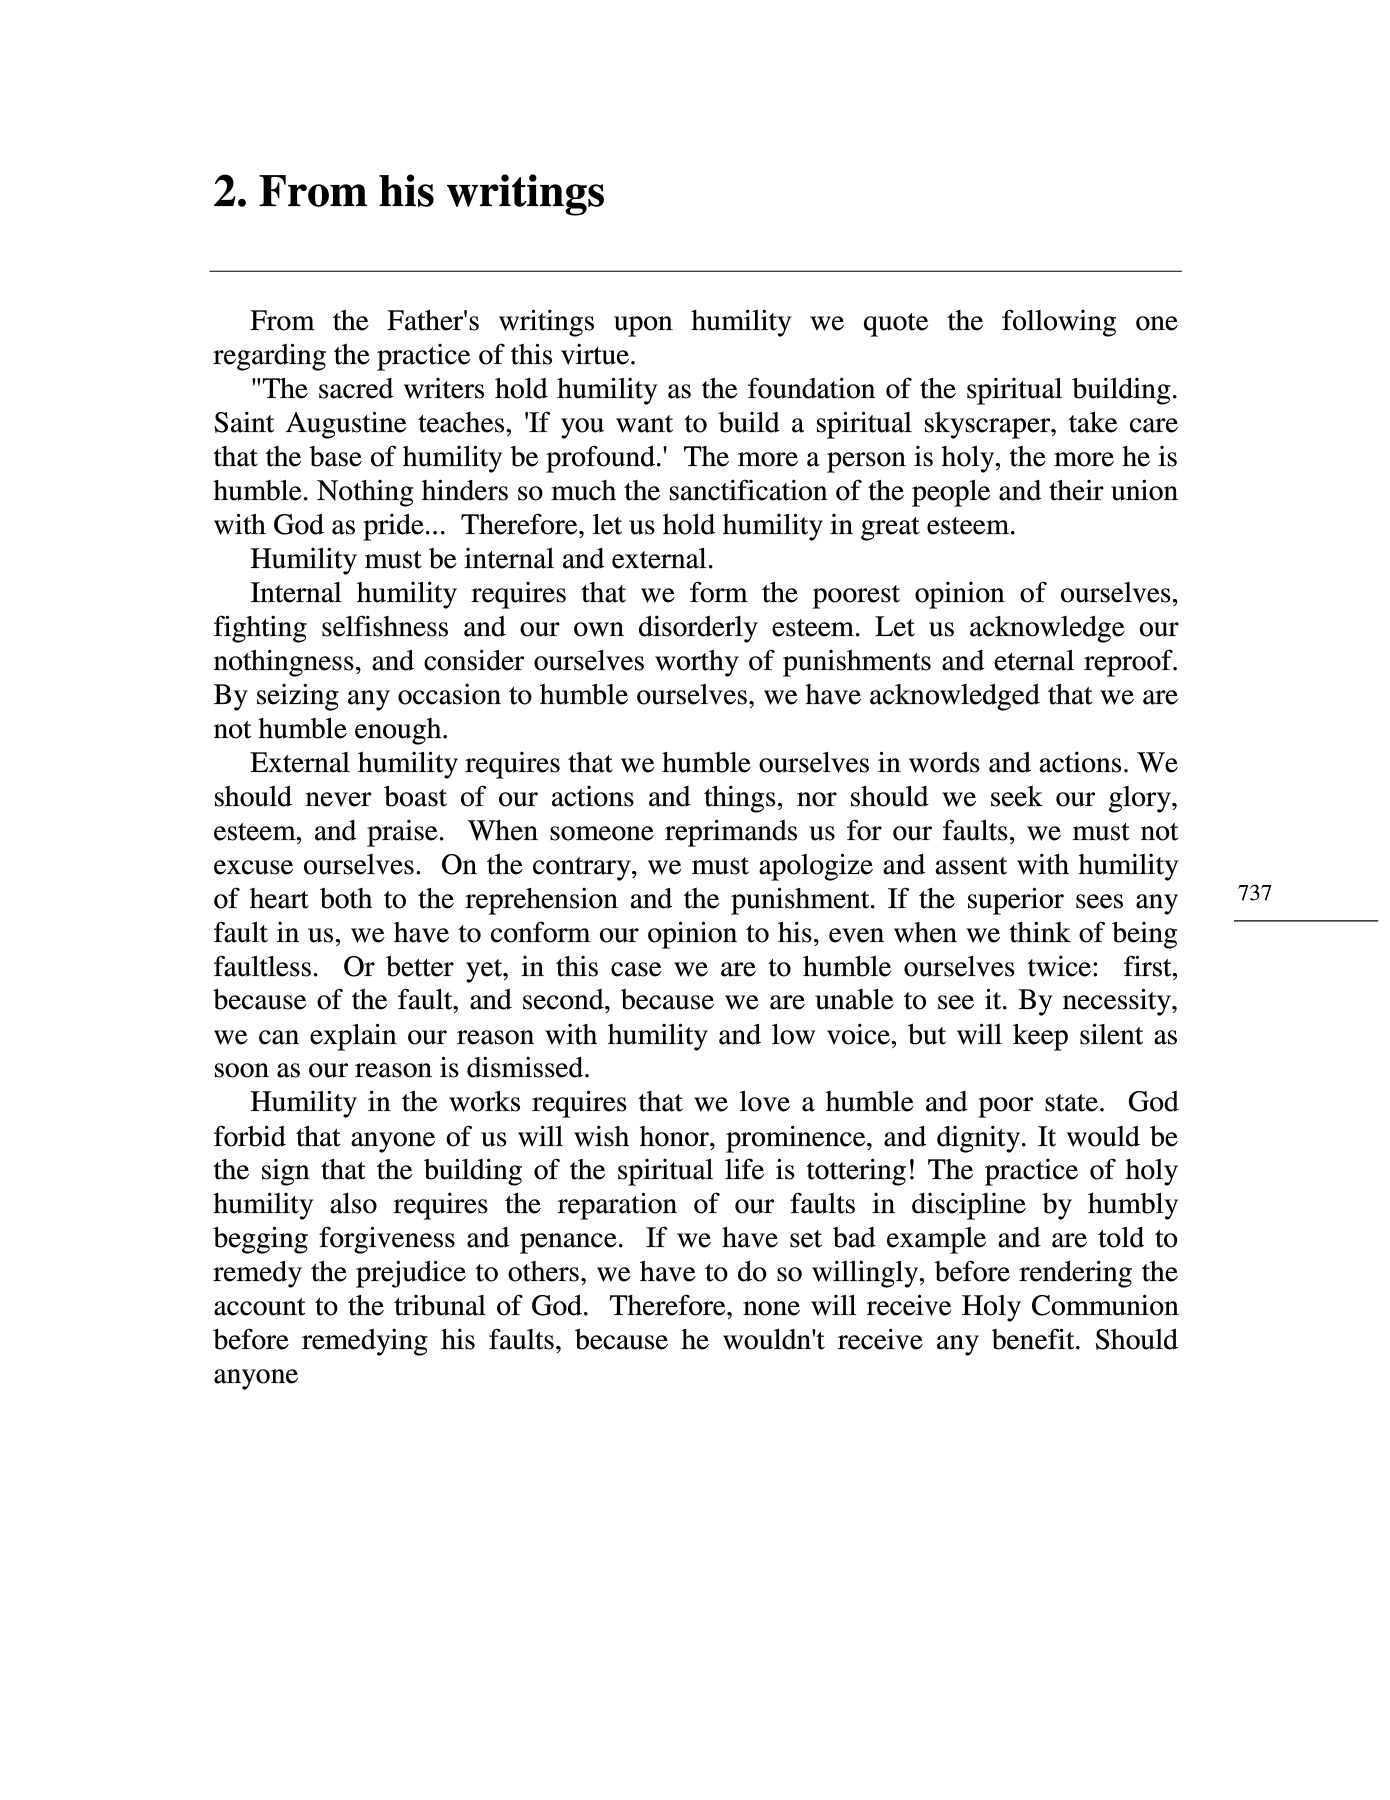 2. From his writings
From the Father's writings upon humility we quote the following one
regarding the practice of this virtue.
"The sacred writers hold humility as the foundation of the spiritual building.
Saint Augustine teaches, 'If you want to build a spiritual skyscraper, take care
that the base of humility be profound.' The more a person is holy, the more he is
humble. Nothing hinders so much the sanctification of the people and their union
with God as pride... Therefore, let us hold humility in great esteem.
Humility must be internal and external.
Internal humility requires that we form the poorest opinion of ourselves,
fighting selfishness and our own disorderly esteem. Let us acknowledge our
nothingness, and consider ourselves worthy of punishments and eternal reproof.
By seizing any occasion to humble ourselves, we have acknowledged that we are
not humble enough.
External humility requires that we humble ourselves in words and actions. We
should never boast of our actions and things, nor should we seek our glory,
esteem, and praise. When someone reprimands us for our faults, we must not
excuse ourselves. On the contrary, we must apologize and assent with humility
of heart both to the reprehension and the punishment. If the superior sees any
fault in us, we have to conform our opinion to his, even when we think of being
faultless. Or better yet, in this case we are to humble ourselves twice: first,
because of the fault, and second, because we are unable to see it. By necessity,
we can explain our reason with humility and low voice, but will keep silent as
soon as our reason is dismissed.
Humility in the works requires that we love a humble and poor state. God
forbid that anyone of us will wish honor, prominence, and dignity. It would be
the sign that the building of the spiritual life is tottering! The practice of holy
humility also requires the reparation of our faults in discipline by humbly
begging forgiveness and penance. If we have set bad example and are told to
remedy the prejudice to others, we have to do so willingly, before rendering the
account to the tribunal of God. Therefore, none will receive Holy Communion
before remedying his faults, because he wouldn't receive any benefit. Should
anyone
737